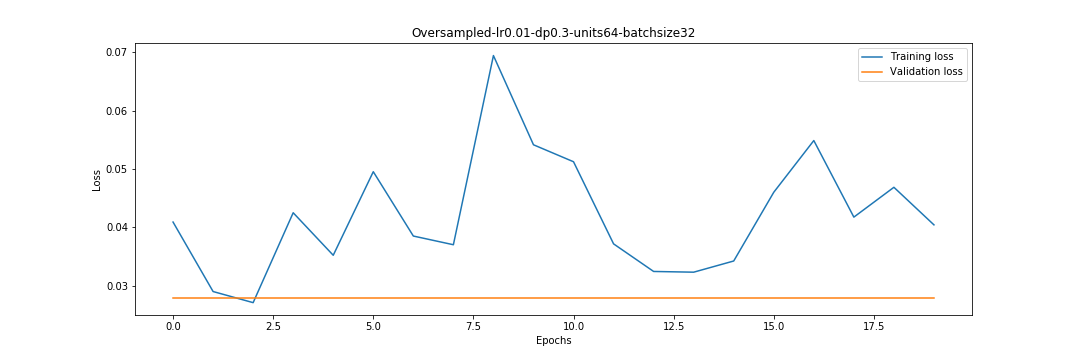 Oversampled-lr0.01-dp0.3-units64-batchsize32
Training loss
Validation loss
0.07
0.06
0.05
0.04
0.03
Loss
0.0
2.5
5.0
7.5
10.0
12.5
15.0
17.5
Epochs